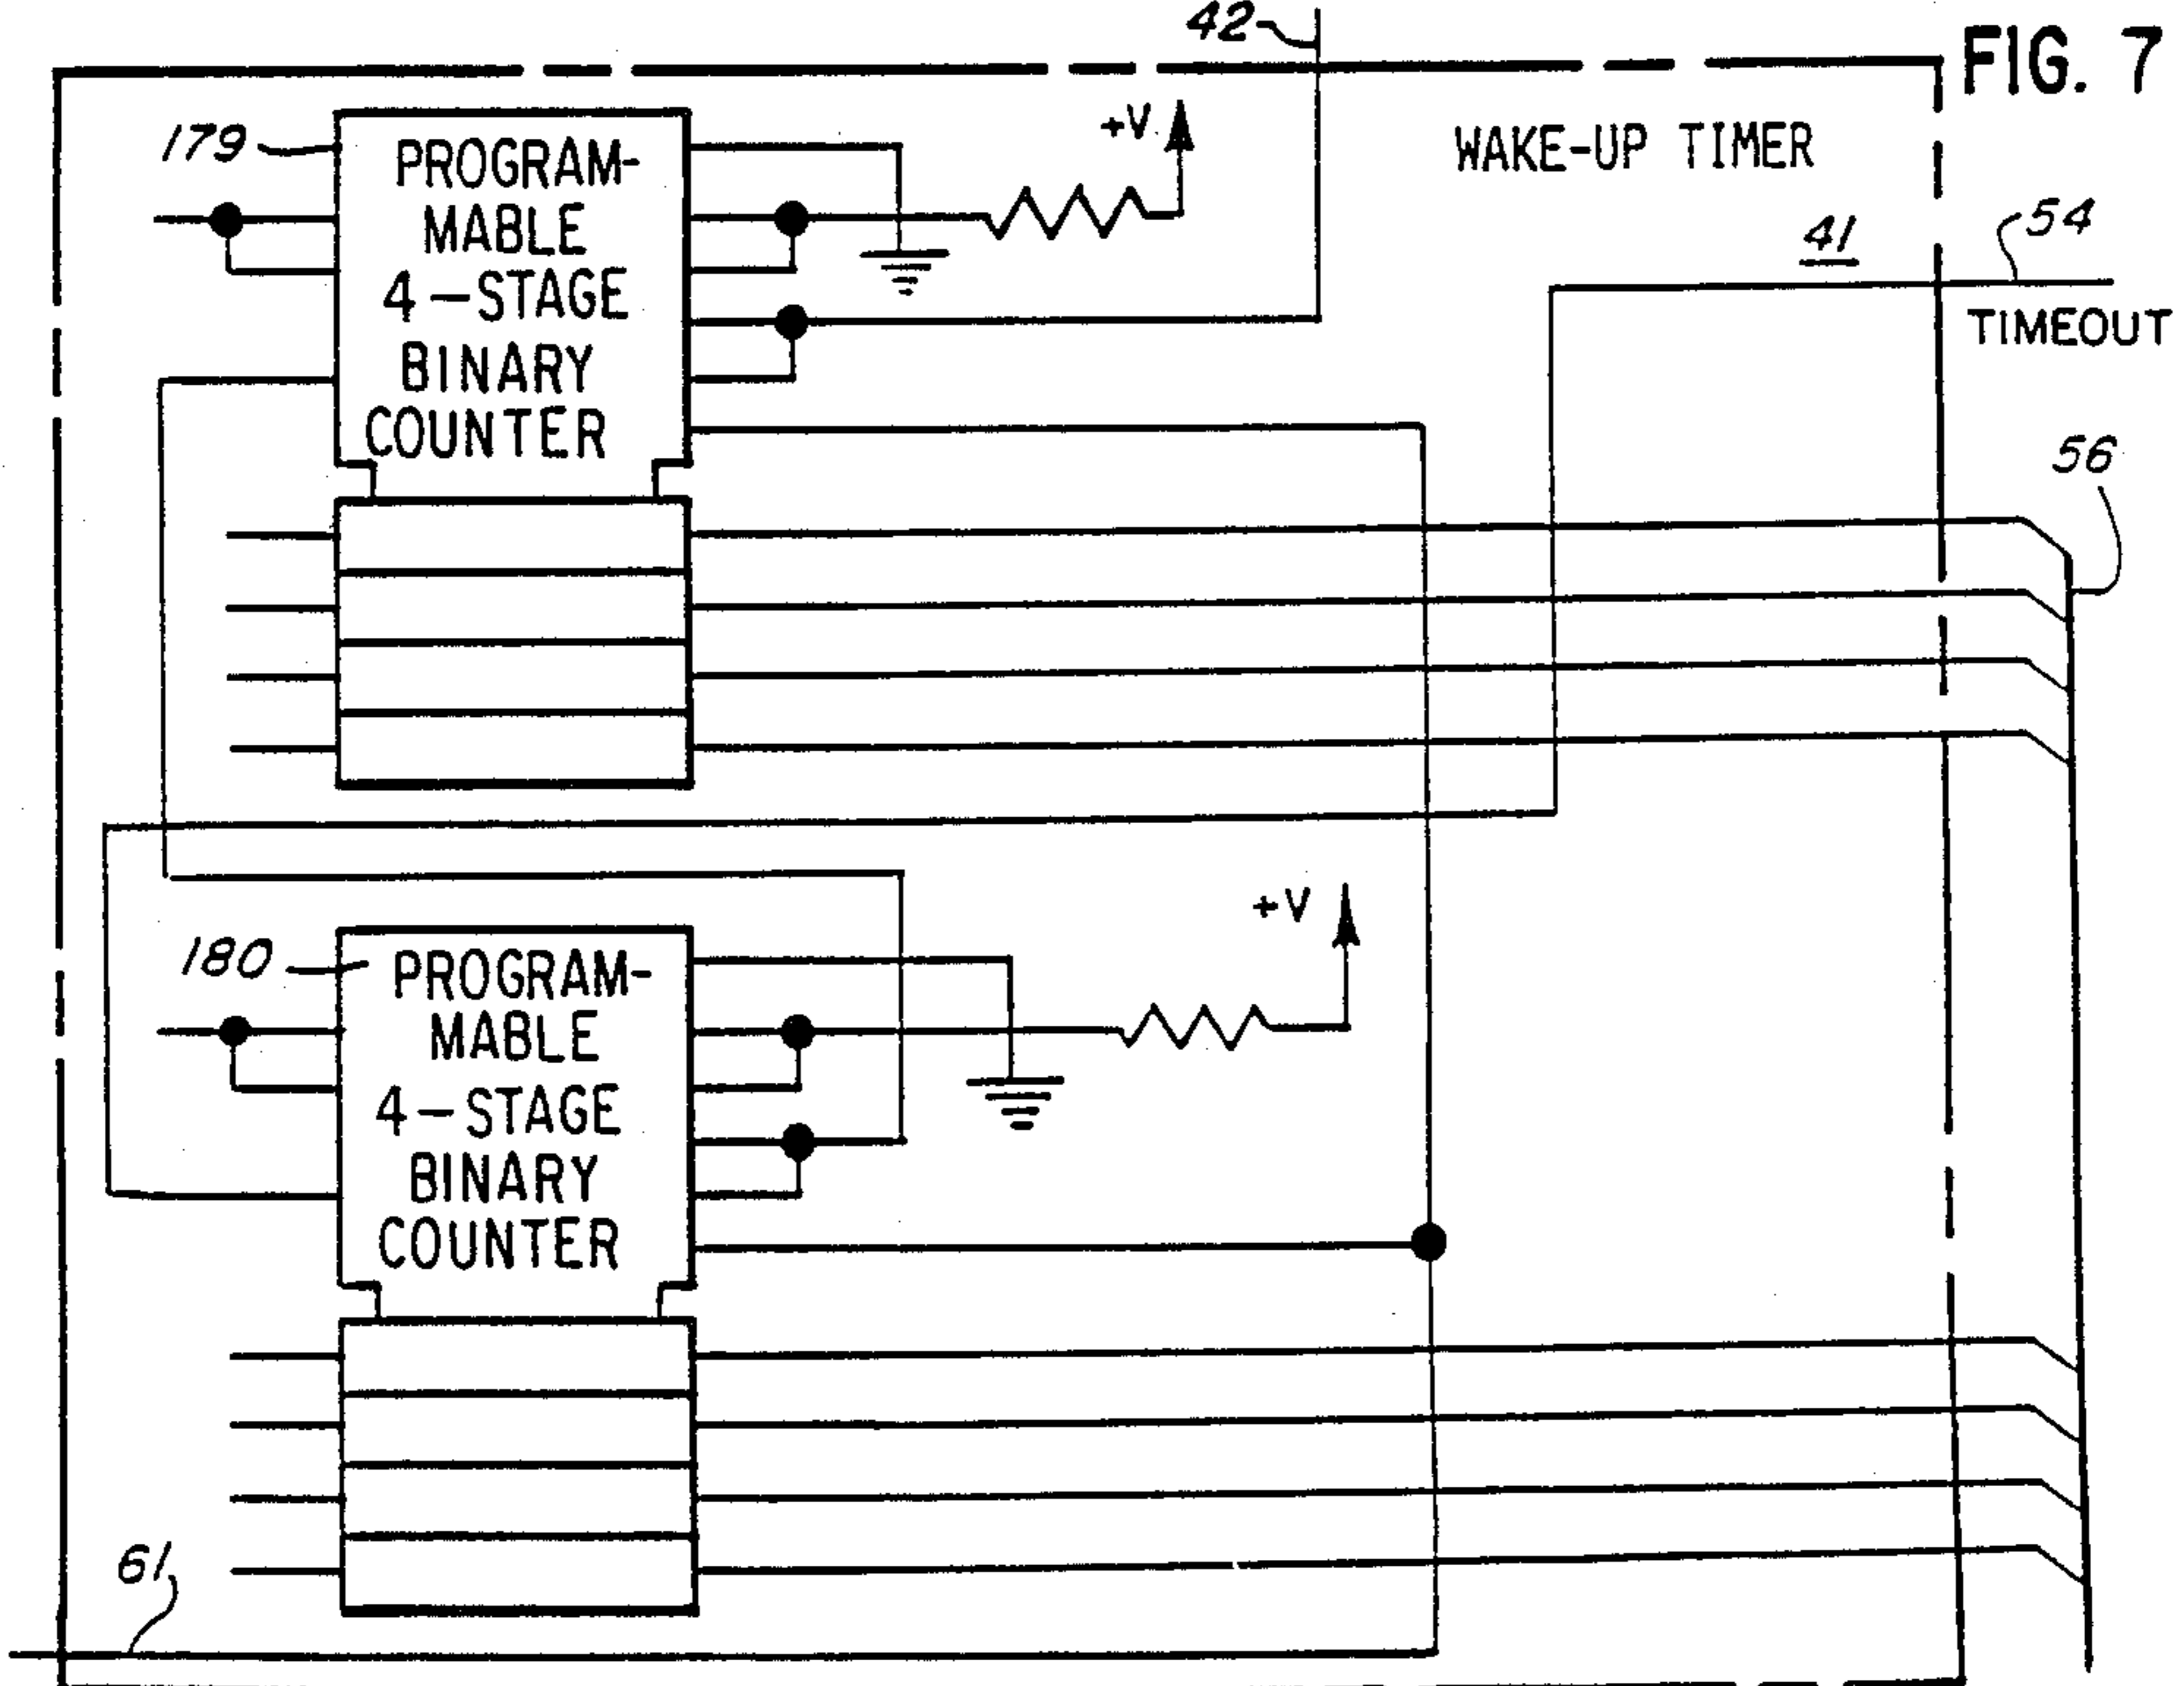 42
FIG. 7
179
PROGRAM-
MABLE
4-STAGE
BINARY
COUNTER
+V
WAKE-UP TIMER
41
54
TIMEOUT
56
180
PROGRAM-
MABLE
4-STAGE
BINARY
COUNTER
+V
61